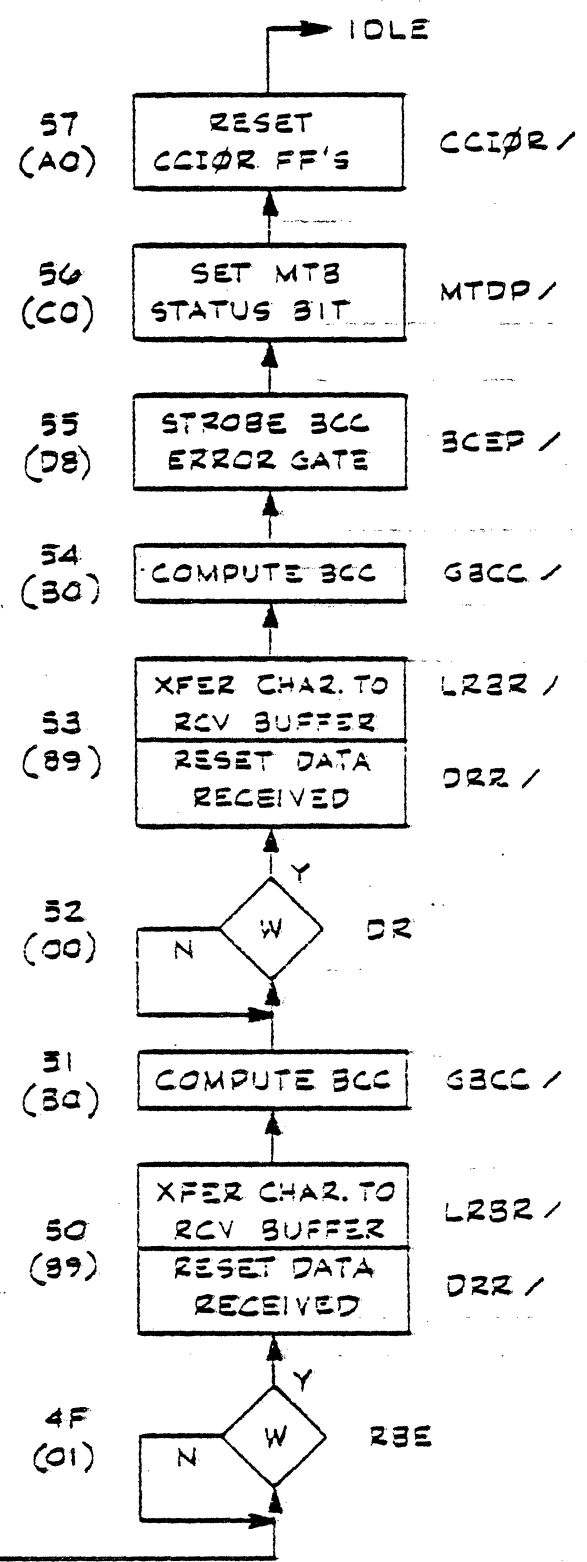 IDLE
57
(A0)
RESET
CCIØR FF'S
CCIØR/
56
(C0)
SET MTB
STATUS BIT
MTDP/
55
(D8)
STROBE BCC
ERROR GATE
BCEP/
54
(B0)
COMPUTE BCC
GBCC/
53
(89)
XFER CHAR. TO
RCV BUFFER
LRBR/
RESET DATA
RECEIVED
DRR/
Y
52
(00)
N
W
DR
51
(B0)
COMPUTE BCC
GBCC/
50
(89)
XFER CHAR. TO
RCV BUFFER
LRBR/
RESET DATA
RECEIVED
DRR/
Y
4F
(01)
N
W
RBE